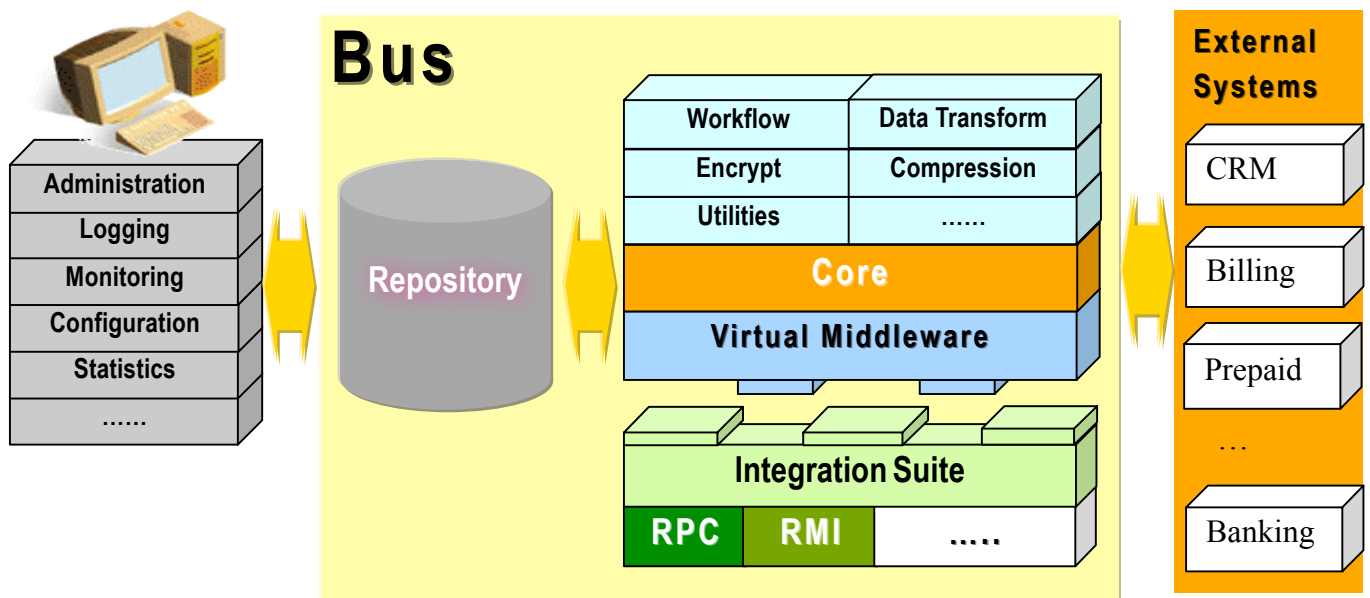 Bus
Administration
Logging
Monitoring
Configuration
Statistics
……
Repository
Workflow
Data Transform
Encrypt
Compression
Utilities
……
Core
Virtual Middleware
Integration Suite
RPC
RMI
…..
External
Systems
CRM
Billing
Prepaid
…
Banking